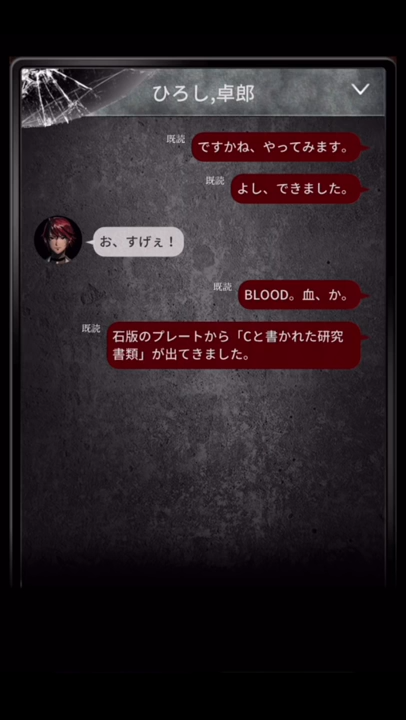 ひろし,卓郎
既読
ですかね、やってみます。
既読
よし、できました。
お、すげぇ！
既読
BLOOD。血、か。
既読
石版のプレートから「Cと書かれた研究
書類」が出てきました。